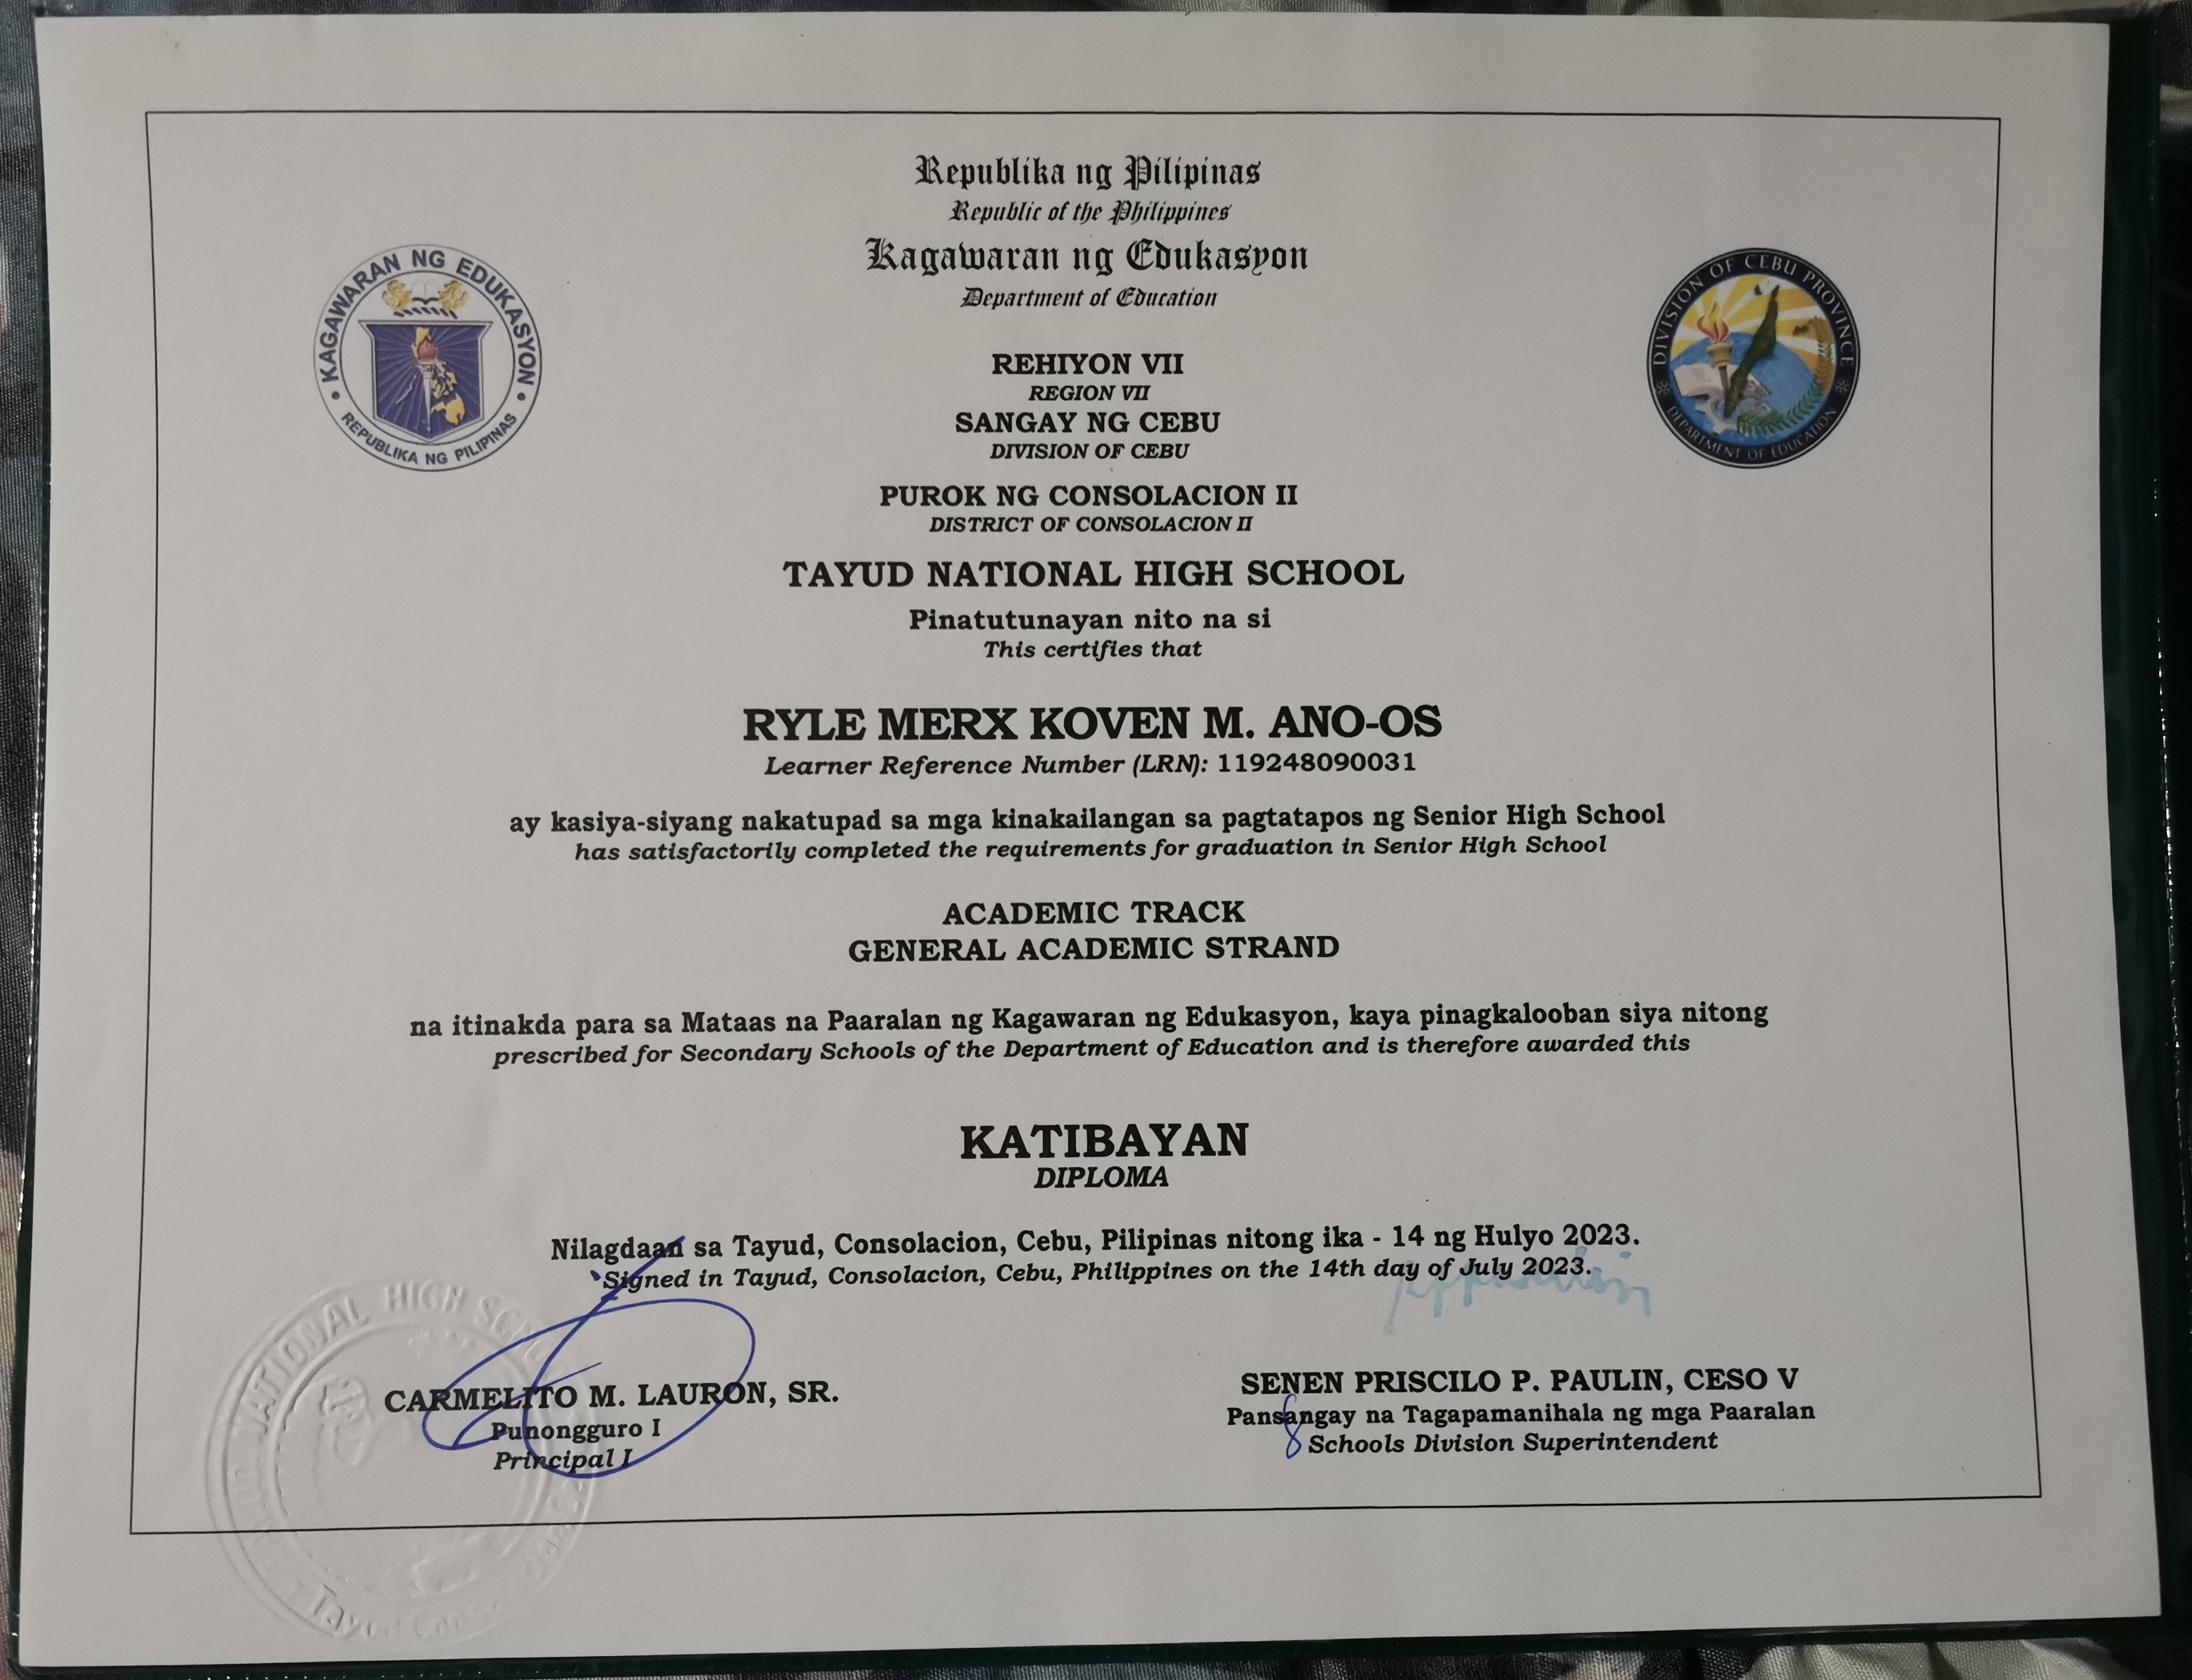 Republika ng Pilipinas
Republic of the Philippines
Kagawaran ng Edukasyon
Department of Education
KAGAWARAN NG EDUKASYON
REPUBLIKA NG PILIPINAS
DIVISION OF CEBU PROVINCE
DEPARTMENT OF EDUCATION
REHIYON VII
REGION VII
SANGAY NG CEBU
DIVISION OF CEBU
PUROK NG CONSOLACION II
DISTRICT OF CONSOLACION II
TAYUD NATIONAL HIGH SCHOOL
Pinatutunayan nito na si
This certifies that
RYLE MERX KOVEN M. ANO-OS
Learner Reference Number (LRN): 119248090031
ay kasiya-siyang nakatupad sa mga kinakailangan sa pagtatapos ng Senior High School
has satisfactorily completed the requirements for graduation in Senior High School
ACADEMIC TRACK
GENERAL ACADEMIC STRAND
na itinakda para sa Mataas na Paaralan ng Kagawaran ng Edukasyon, kaya pinagkalooban siya nitong
prescribed for Secondary Schools of the Department of Education and is therefore awarded this
KATIBAYAN
DIPLOMA
Nilagdaan sa Tayud, Consolacion, Cebu, Pilipinas nitong ika - 14 ng Hulyo 2023.
Signed in Tayud, Consolacion, Cebu, Philippines on the 14th day of July 2023.
NATIONAL HIGH
CARMELITO M. LAURON, SR.
Punongguro I
Principal I
SENEN PRISCILO P. PAULIN, CESO V
Pansangay na Tagapamanihala ng mga Paaralan
Schools Division Superintendent